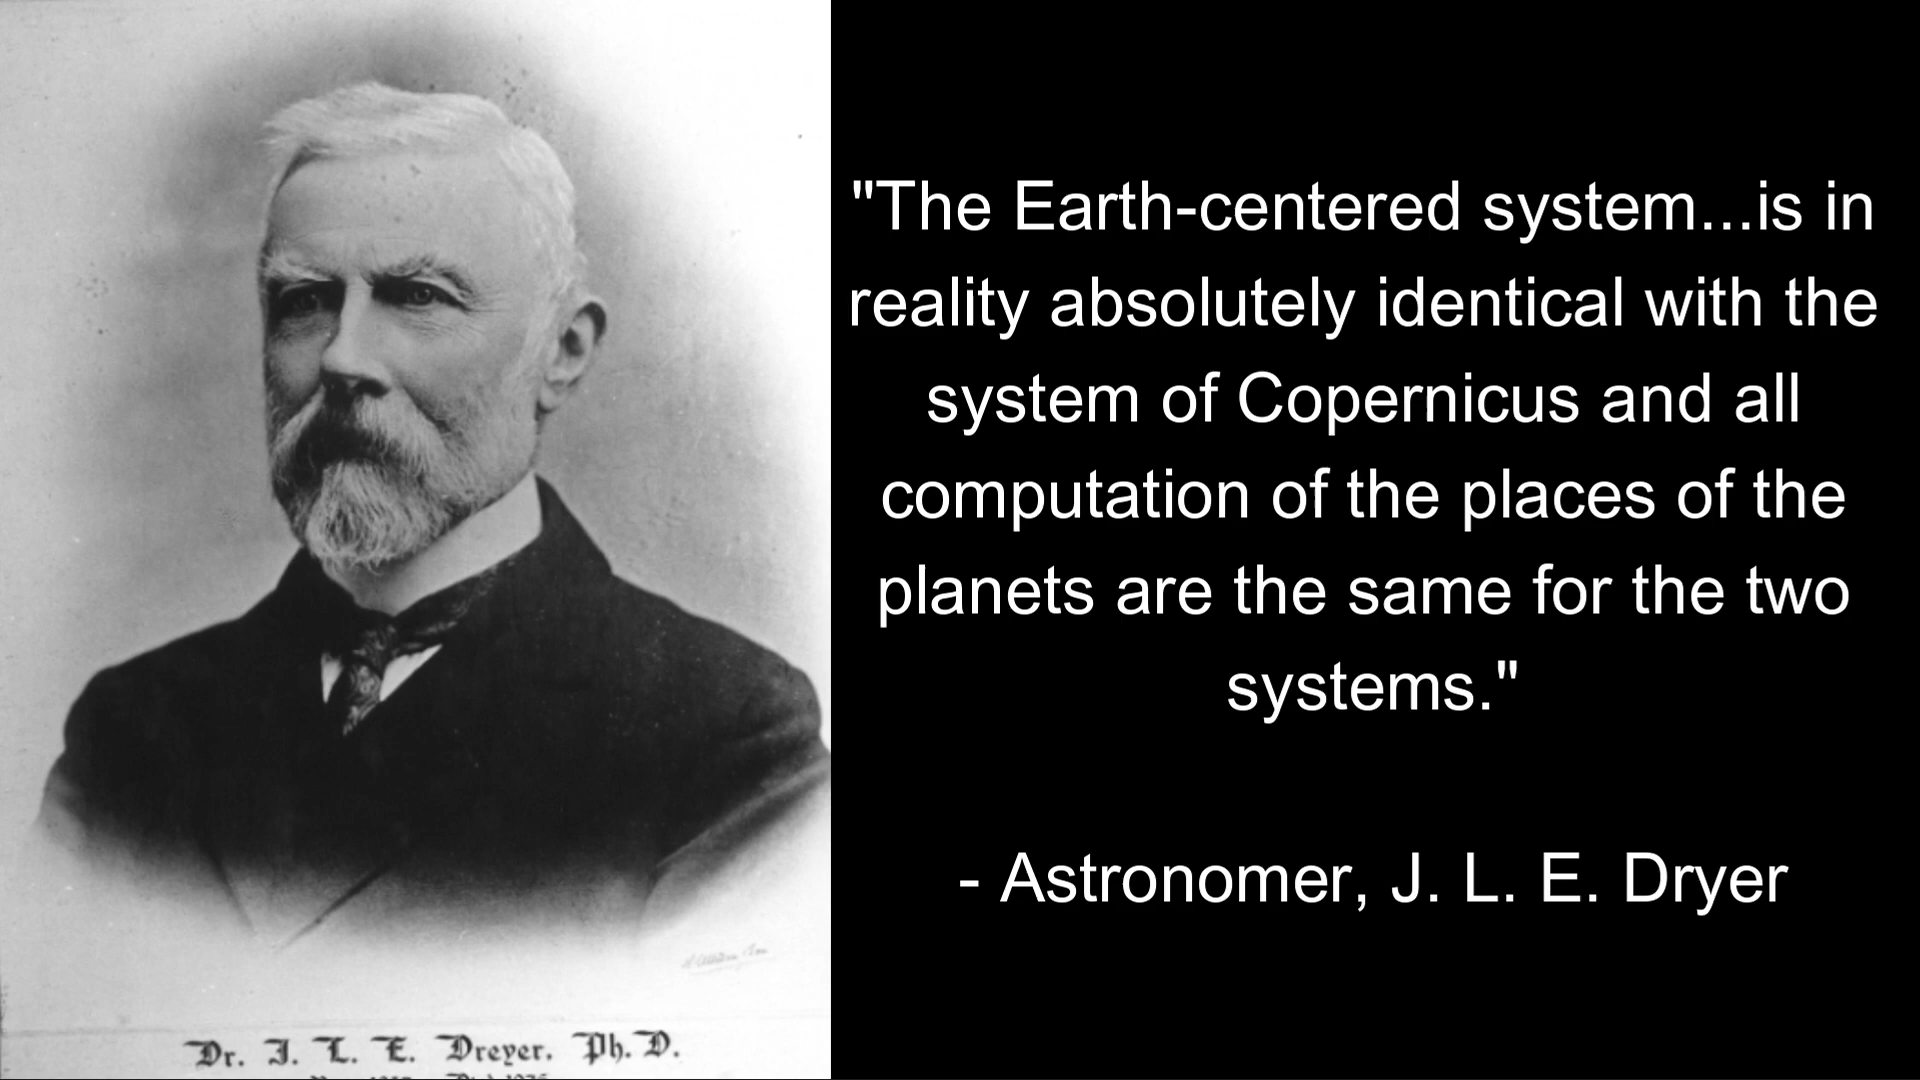 "The Earth-centered system...is in
reality absolutely identical with the
system of Copernicus and all
computation of the places of the
planets are the same for the two
systems."
- Astronomer, J. L. E. Dryer
Dr. J. L. E. Dreyer, Ph.D.